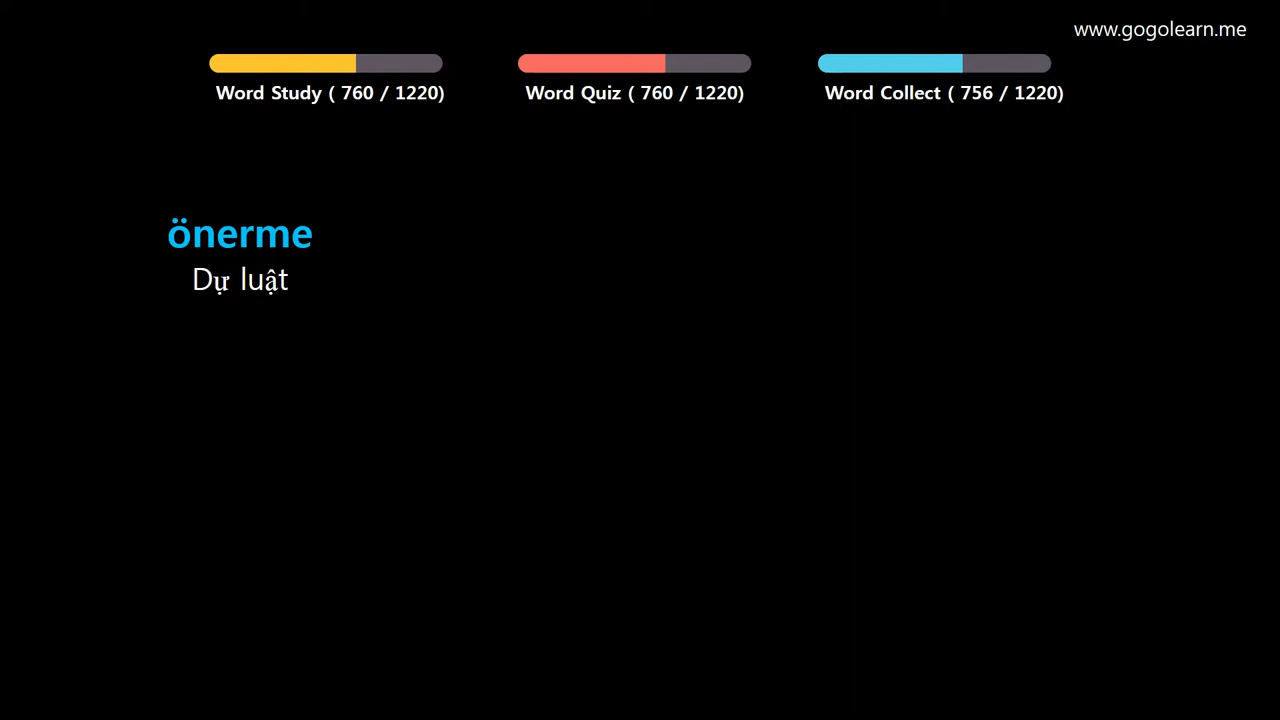 www.gogolearn.me
Word Study ( 760 / 1220)
Word Quiz ( 760 / 1220)
Word Collect ( 756 / 1220)
önerme
Dự luật